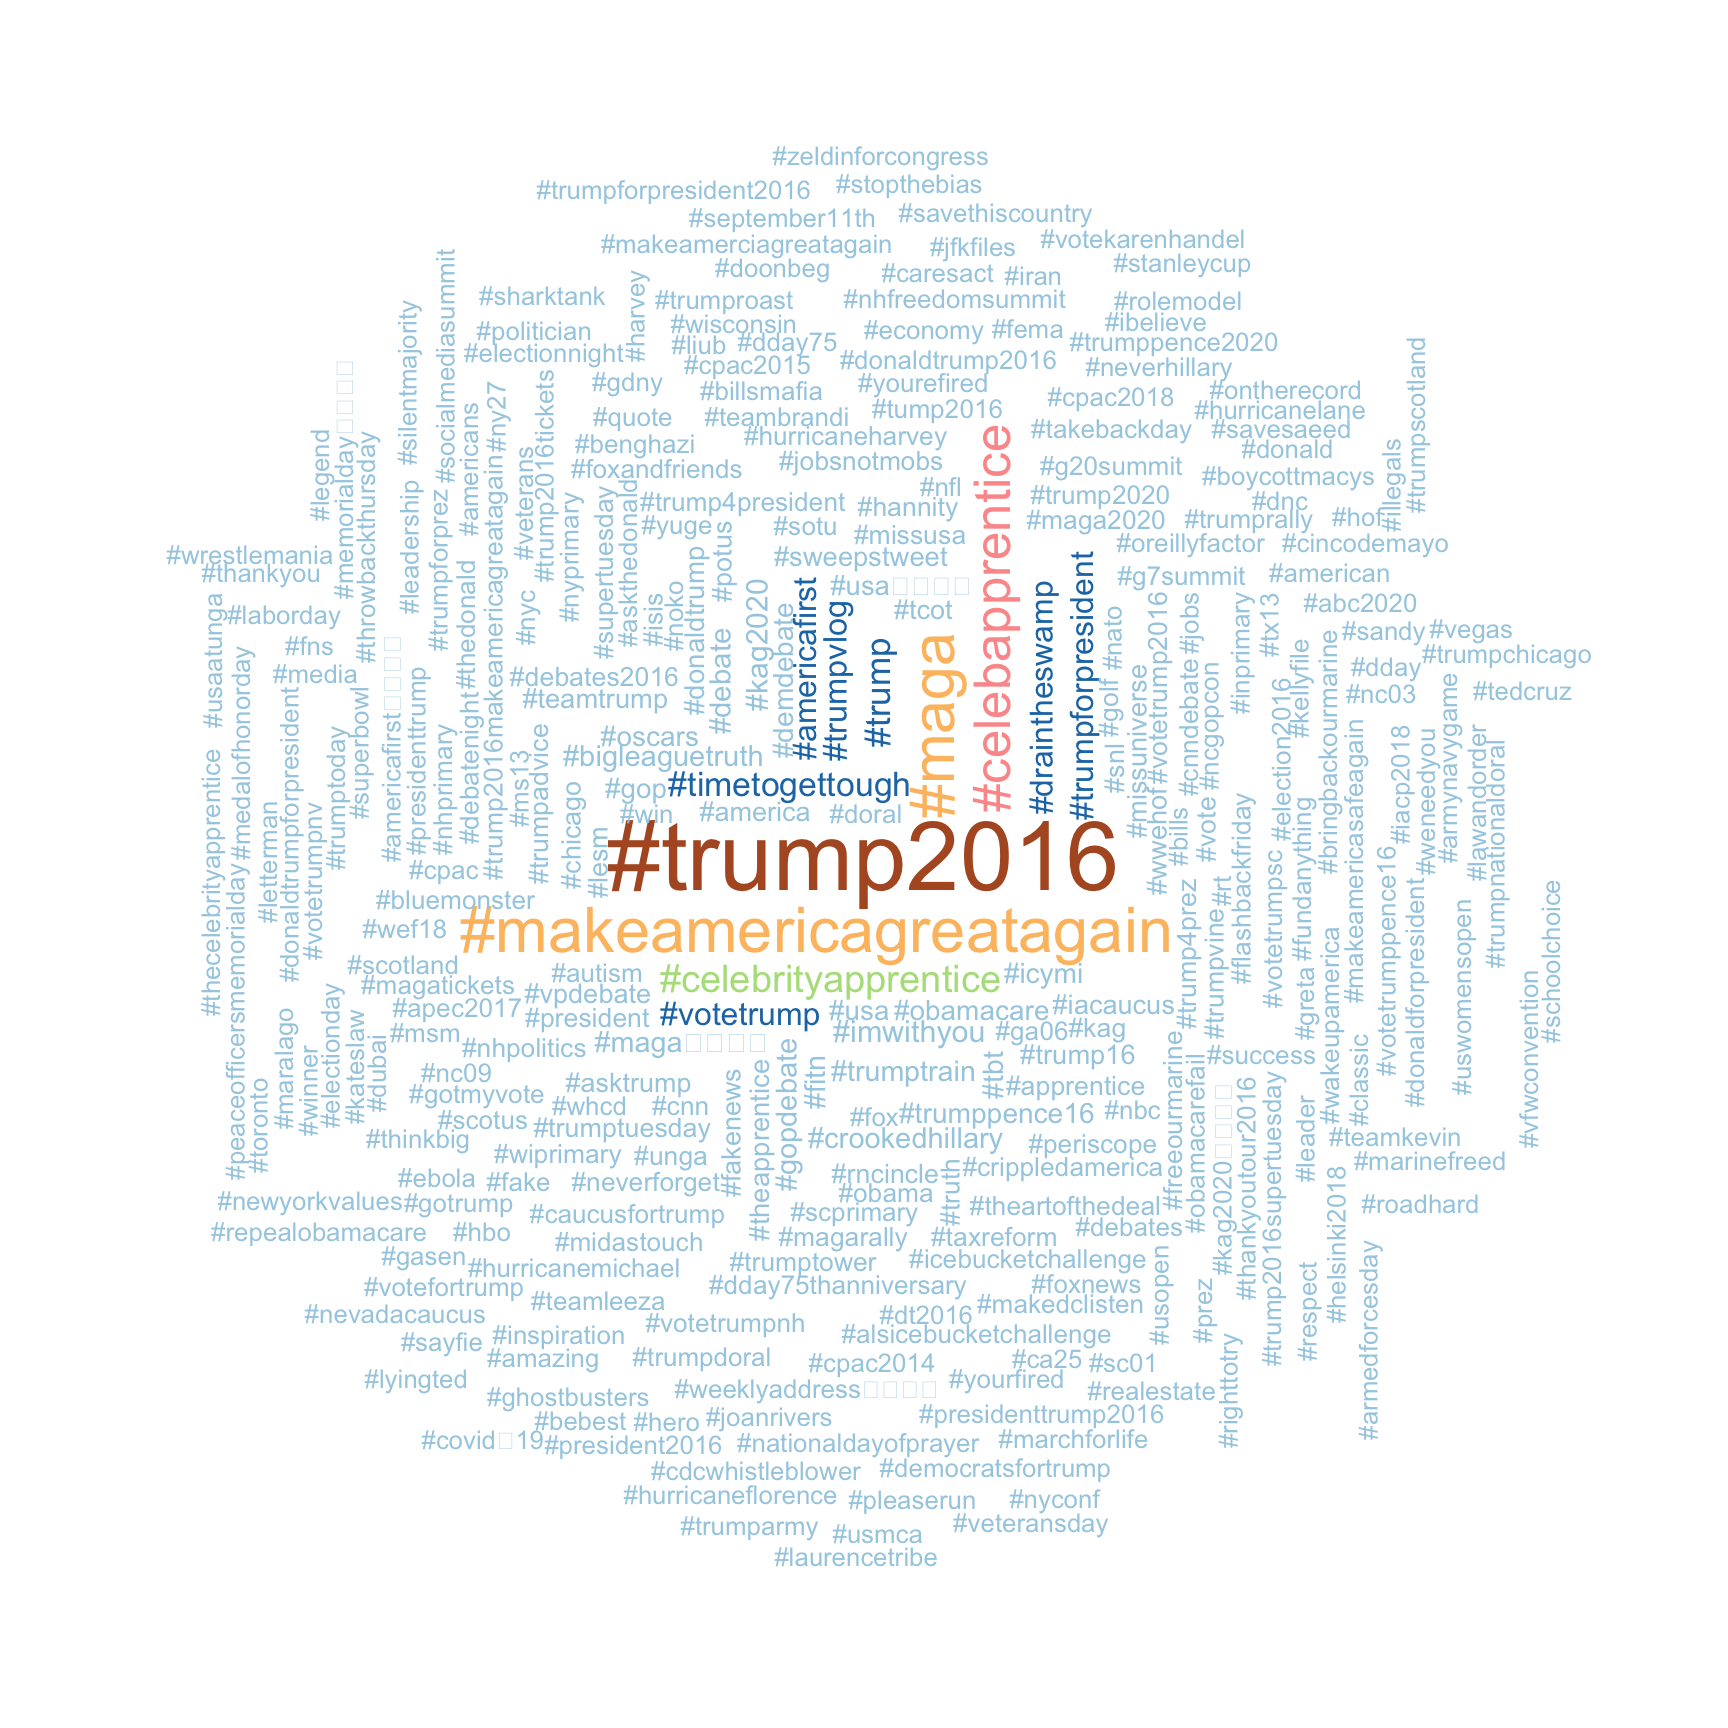 #zeldinforcongress
#trumpforpresident2016
#stopthebias
#september11th
#savethiscountry
#makeamerciagreatagain
#jfkfiles
#votekarenhandel
#doonbeg
#caresact
#iran
#stanleycup
#sharktank
#harvey
#trumproast
#nhfreedomsummit
#rolemodel
#politician
#wisconsin
#economy
#fema
#ibelieve
#electionnight
#liub
#dday75
#donaldtrump2016
#trumppence2020
#cpac2015
#neverhillary
#gdny
#billsmafia
#yourefired
#cpac2018
#ontherecord
#quote
#teambrandi
#tump2016
#hurricanelane
#benghazi
#hurricaneharvey
#takebackday
#savesaeed
#foxandfriends
#jobsnotmobs
#g20summit
#donald
#boycottmacys
#trump4president
#hannity
#nfl
#trump2020
#dnc
#yuge
#sotu
#missusa
#maga2020
#trumprally
#hof
#illegals
#trumpscotland
#sweepstweet
#oreillyfactor
#cincodemayo
#usa
#g7summit
#american
#tcot
#abc2020
#sandy
#vegas
#dday
#trumpchicago
#nc03
#tedcruz
#legend
#memorialday
#throwbackthursday
#silentmajority
#leadership
#socialmediasummit
#trumpforprez
#americans
#thedonald
#ny27
#trump2016makeamericagreatagain
#veterans
#nyc
#trump2016tickets
#nyprimary
#supertuesday
#askthedonald
#isis
#noko
#donaldtrump
#potus
#debate
#kag2020
#demdebate
#americafirst
#trumpvlog
#trump
#maga
#celebapprentice
#draintheswamp
#trumpforpresident
#nato
#golf
#snl
#missuniverse
#votetrump2016
#wwehof
#jobs
#cnndebate
#bills
#ncgopcon
#vote
#inprimary
#tx13
#kellyfile
#election2016
#wrestlemania
#thankyou
#laborday
#fns
#media
#usaatunga
#medalofhonorday
#thecelebrityapprentice
#peaceofficersmemorialday
#letterman
#donaldtrumpforpresident
#votetrumpnv
#trumptoday
#superbowl
#americafirst
#presidenttrump
#nhprimary
#debatenight
#ms13
#trumpadvice
#chicago
#lesm
#debates2016
#teamtrump
#oscars
#bigleaguetruth
#gop
#timetogettough
#win
#america
#doral
#cpac
#trump2016
#bluemonster
#wef18
#makeamericagreatagain
#scotland
#autism
#celebrityapprentice
#icymi
#magatickets
#vpdebate
#apec2017
#president
#votetrump
#usa
#obamacare
#iacaucus
#msm
#nhpolitics
#maga
#imwithyou
#ga06
#kag
#nc09
#trump16
#success
#gotmyvote
#asktrump
#trumptrain
#tbt
#apprentice
#whcd
#cnn
#fox
#trumppence16
#nbc
#scotus
#trumptuesday
#thinkbig
#wiprimary
#unga
#crookedhillary
#periscope
#teamkevin
#ebola
#fake
#neverforget
#rncincle
#crippledamerica
#marinefreed
#newyorkvalues
#gotrump
#obama
#theartofthedeal
#roadhard
#caucusfortrump
#scprimary
#truth
#debates
#repealobamacare
#hbo
#midastouch
#magarally
#taxreform
#gasen
#hurricanemichael
#trumptower
#icebucketchallenge
#votefortrump
#dday75thanniversary
#foxnews
#nevadacaucus
#teamleeza
#dt2016
#makedclisten
#sayfie
#inspiration
#votetrumpnh
#alsicebucketchallenge
#amazing
#trumpdoral
#cpac2014
#ca25
#sc01
#lyingted
#ghostbusters
#weeklyaddress
#yourfired
#realestate
#bebest
#hero
#joanrivers
#presidenttrump2016
#covid19
#president2016
#nationaldayofprayer
#marchforlife
#cdcwhistleblower
#democratsfortrump
#hurricaneflorence
#pleaserun
#nyconf
#trumparmy
#usmca
#veteransday
#laurencetribe
#toronto
#maralago
#winner
#electionday
#kateslaw
#dubai
#fakenews
#theapprentice
#gopdebate
#fitn
#trump4prez
#trumpvine
#rt
#flashbackfriday
#votetrumpsc
#fundanything
#greta
#bringbackourmarine
#wakeupamerica
#makeamericasafeagain
#classic
#votetrumppence16
#iacp2018
#donaldforpresident
#weneedyou
#armynavygame
#uswomensopen
#lawandorder
#trumpnationaldoral
#schoolchoice
#vfwconvention
#freeourmarine
#obamacarefail
#kag2020
#thankyoutour2016
#trump2016supertuesday
#leader
#respect
#helsinki2018
#armedforcesday
#usopen
#prez
#righttotry